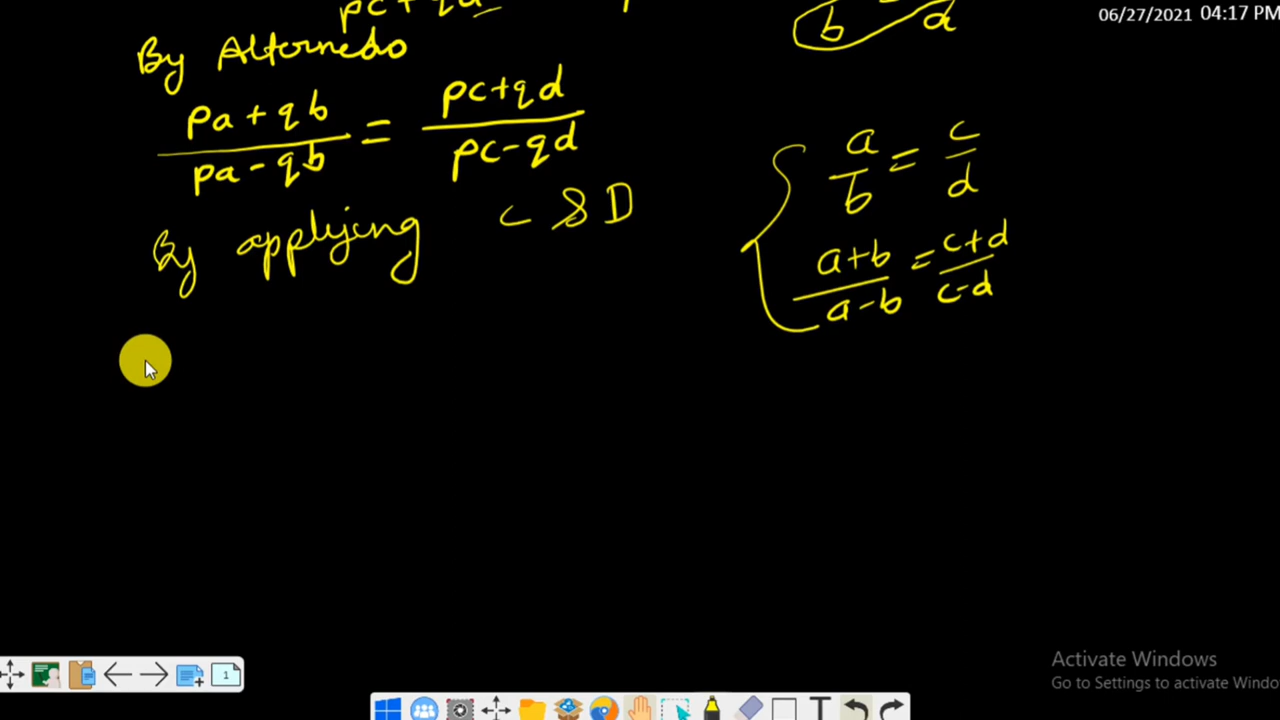 06/27/2021 04:17 PM
b d
By Alternedo
pa+qb = pc+qd
pa-qb pc-qd
a = c
b d
By applying C & D
a+b = c+d
a-b c-d
Activate Windows
Go to Settings to activate Windo
1